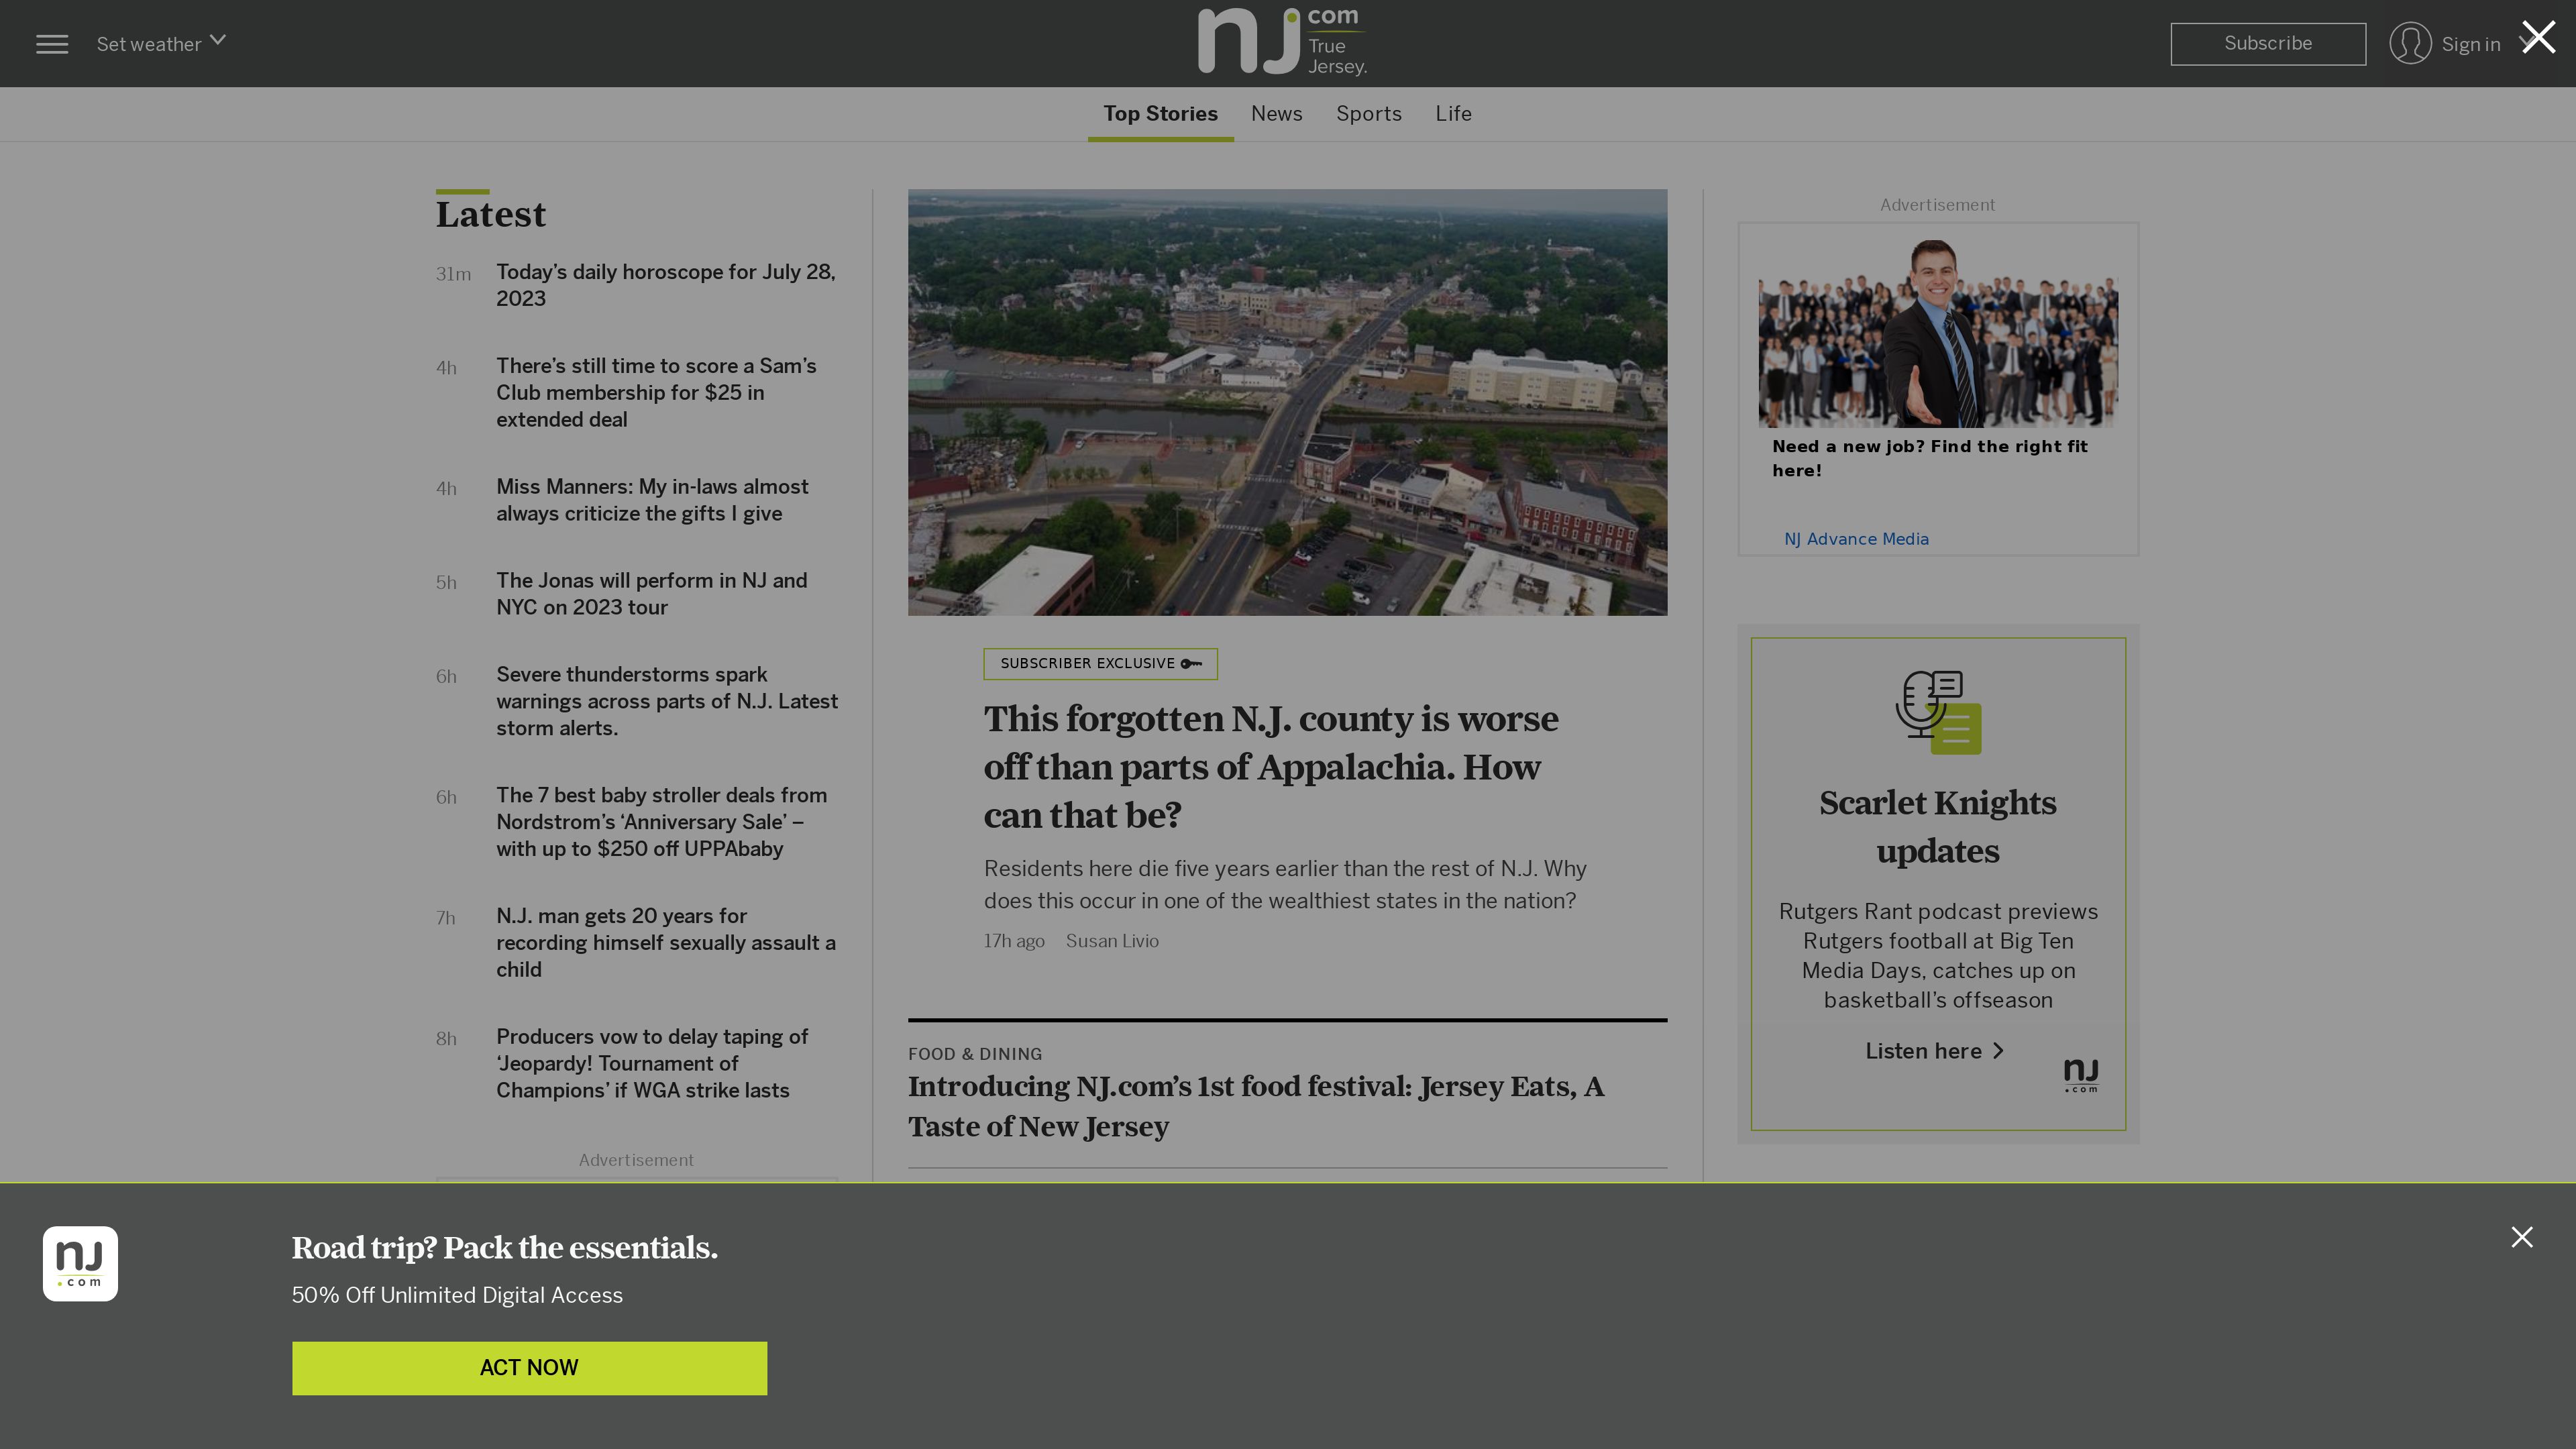 Set weather
nj
com
True
Jersey.
Subscribe
Sign in
Top Stories
News
Sports
Life
Latest
31m
Today’s daily horoscope for July 28,
2023
4h
There’s still time to score a Sam’s
Club membership for $25 in
extended deal
4h
Miss Manners: My in-laws almost
always criticize the gifts I give
5h
The Jonas will perform in NJ and
NYC on 2023 tour
6h
Severe thunderstorms spark
warnings across parts of N.J. Latest
storm alerts.
6h
The 7 best baby stroller deals from
Nordstrom’s ‘Anniversary Sale’ –
with up to $250 off UPPAbaby
7h
N.J. man gets 20 years for
recording himself sexually assault a
child
8h
Producers vow to delay taping of
‘Jeopardy! Tournament of
Champions’ if WGA strike lasts
Advertisement
SUBSCRIBER EXCLUSIVE
This forgotten N.J. county is worse
off than parts of Appalachia. How
can that be?
Residents here die five years earlier than the rest of N.J. Why
does this occur in one of the wealthiest states in the nation?
17h ago Susan Livio
FOOD & DINING
Introducing NJ.com’s 1st food festival: Jersey Eats, A
Taste of New Jersey
Advertisement
Need a new job? Find the right fit
here!
NJ Advance Media
Scarlet Knights
updates
Rutgers Rant podcast previews
Rutgers football at Big Ten
Media Days, catches up on
basketball’s offseason
Listen here
nj
.com
nj
.com
Road trip? Pack the essentials.
50% Off Unlimited Digital Access
ACT NOW